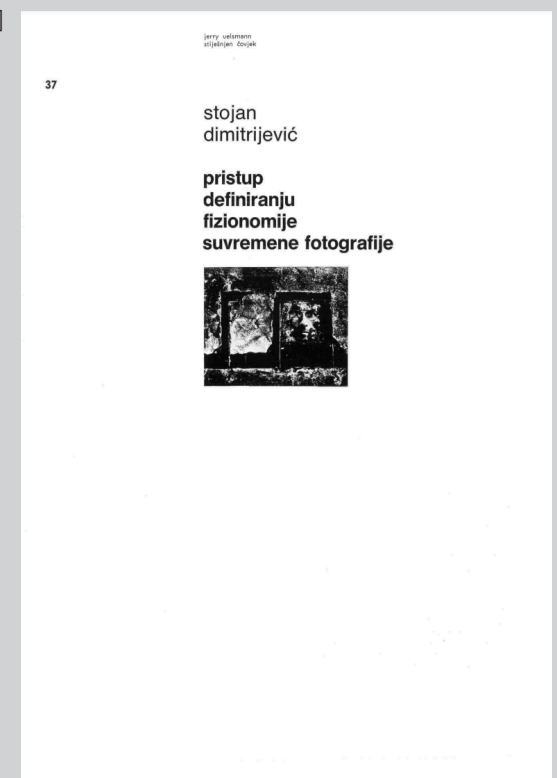 jerry uelsmann
stiješnjen čovjek
37
stojan
dimitrijević
pristup
definiranju
fizionomije
suvremene fotografije